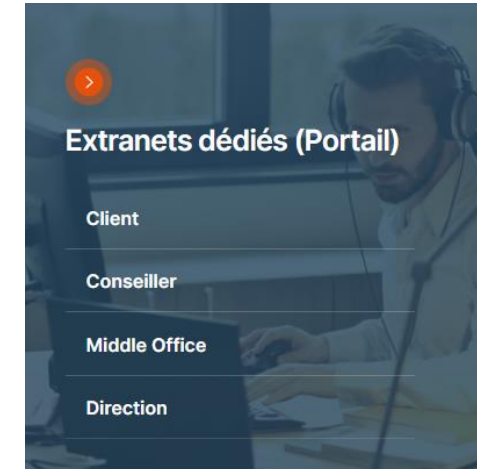 Extranets dédiés (Portail)
Client
Conseiller
Middle Office
Direction